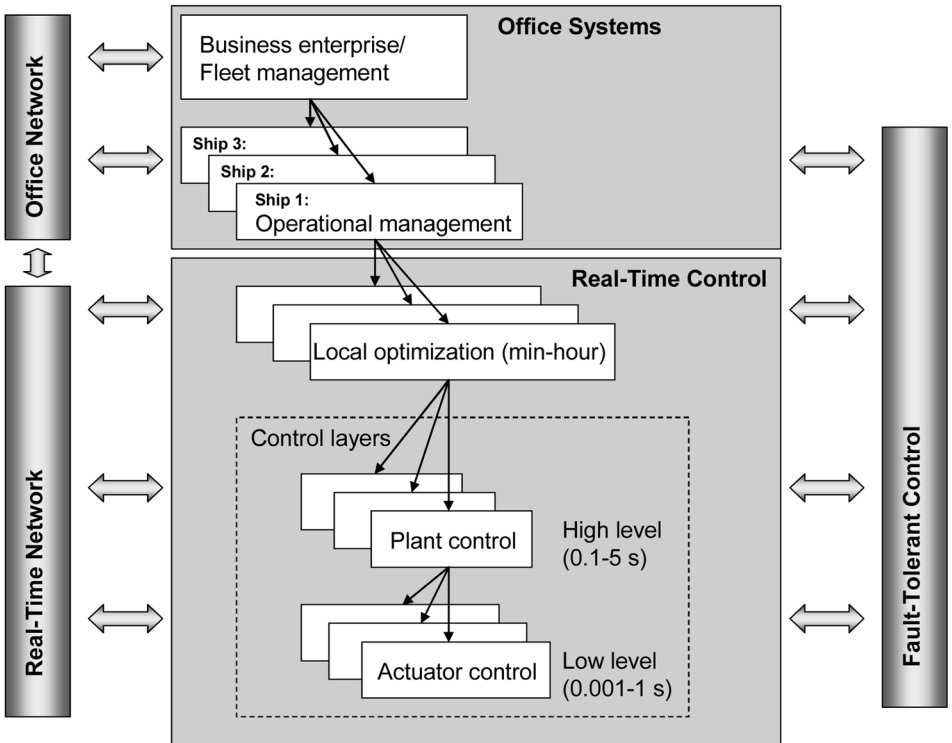 Office Network
Office Systems
Business enterprise/
Fleet management
Ship 3:
Ship 2:
Ship 1:
Operational management
Real-Time Network
Real-Time Control
Local optimization (min-hour)
Control layers
Plant control
High level
(0.1-5 s)
Actuator control
Low level
(0.001-1 s)
Fault-Tolerant Control